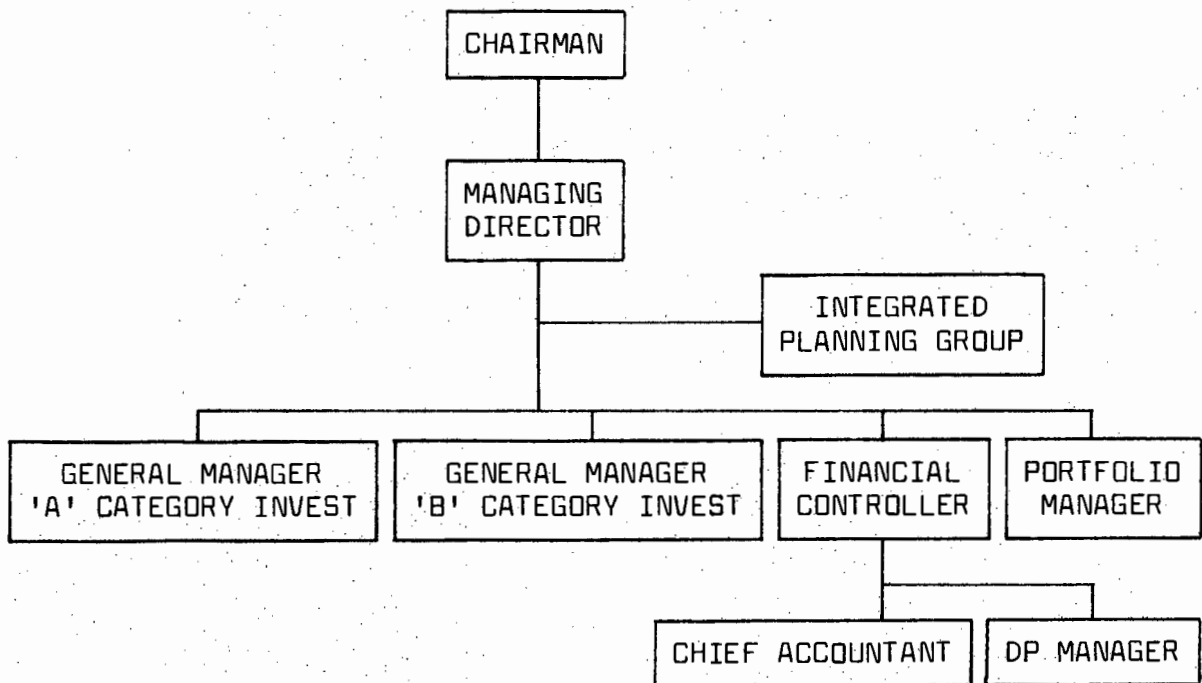 CHAIRMAN
MANAGING
DIRECTOR
INTEGRATED
PLANNING GROUP
GENERAL MANAGER
'A' CATEGORY INVEST
GENERAL MANAGER
'B' CATEGORY INVEST
FINANCIAL
CONTROLLER
PORTFOLIO
MANAGER
CHIEF ACCOUNTANT
DP MANAGER